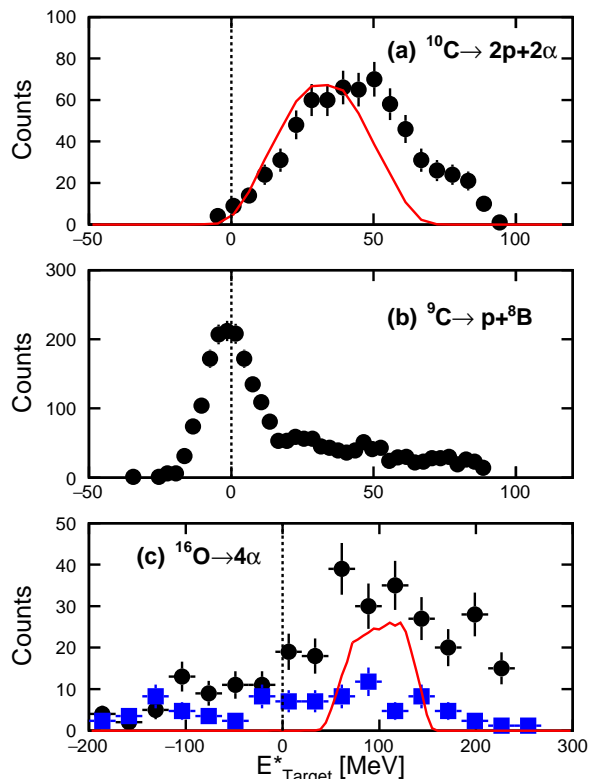 100
80
60
40
20
0
Counts
(a) ¹⁰C→ 2p+2α
−50 0 50 100
300
200
100
0
Counts
(b) ⁹C→ p+⁸B
−50 0 50 100
50
40
30
20
10
0
Counts
(c) ¹⁶O→4α
−200 −100 0 100 200 300
E*Target [MeV]